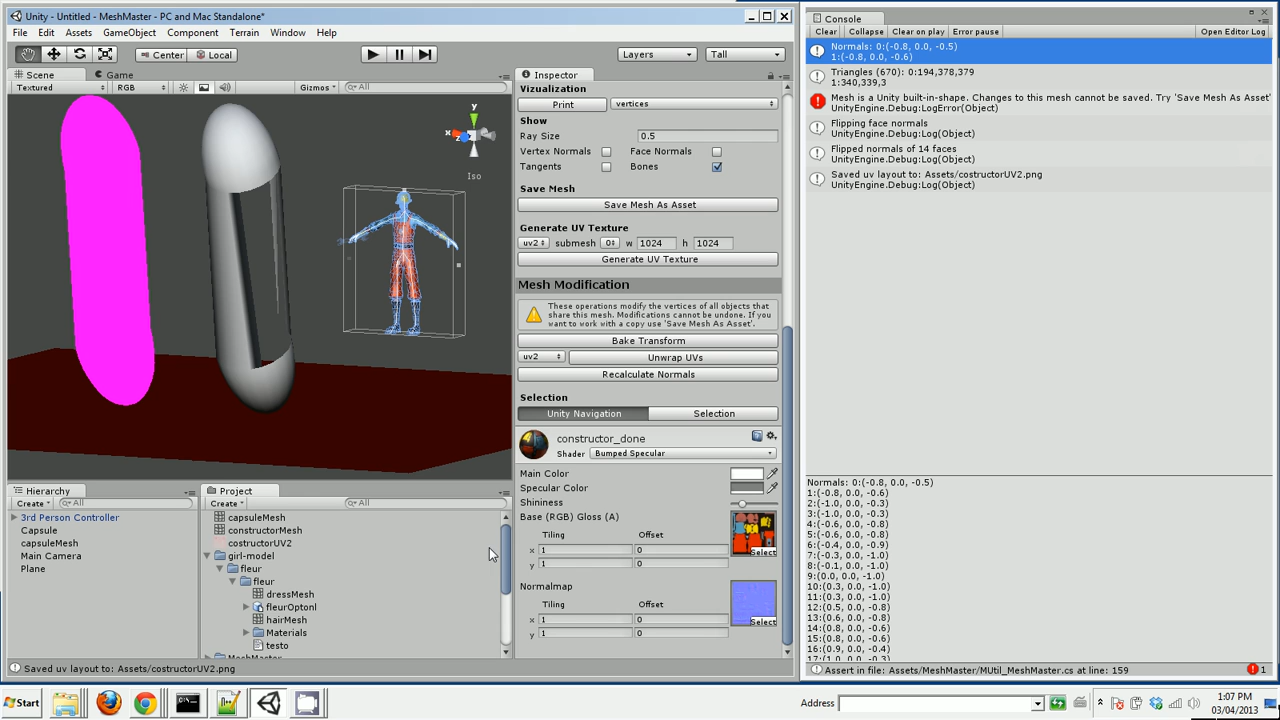 Unity - Untitled - MeshMaster - PC and Mac Standalone*
File Edit Assets GameObject Component Terrain Window Help
Center Local Layers Tall
Scene Game
Textured RGB Gizmos All
y
x z
Iso
Inspector
Vizualization
Print vertices
Show
Ray Size 0.5
Vertex Normals Face Normals
Tangents Bones
Save Mesh
Save Mesh As Asset
Generate UV Texture
uv2 submesh 0 w 1024 h 1024
Generate UV Texture
Mesh Modification
These operations modify the vertices of all objects that
share this mesh. Modifications cannot be undone. If you
want to work with a copy use 'Save Mesh As Asset'.
Bake Transform
uv2 Unwrap UVs
Recalculate Normals
Selection
Unity Navigation Selection
constructor_done
Shader Bumped Specular
Main Color
Specular Color
Shininess
Base (RGB) Gloss (A)
Tiling Offset
x 1 0
y 1 0
Select
Normalmap
Tiling Offset
x 1 0
y 1 0
Select
Hierarchy
Create All
3rd Person Controller
Capsule
capsuleMesh
Main Camera
Plane
Project
Create All
capsuleMesh
constructorMesh
costructorUV2
girl-model
fleur
fleur
dressMesh
fleurOptonl
hairMesh
Materials
testo
MeshMaster
Saved uv layout to: Assets/costructorUV2.png
Console
Clear Collapse Clear on play Error pause Open Editor Log
Normals: 0:(-0.8, 0.0, -0.5)
1:(-0.8, 0.0, -0.6)
Triangles (670): 0:194,378,379
1:340,339,3
Mesh is a Unity built-in-shape. Changes to this mesh cannot be saved. Try 'Save Mesh As Asset'
UnityEngine.Debug:LogError(Object)
Flipping face normals
UnityEngine.Debug:Log(Object)
Flipped normals of 14 faces
UnityEngine.Debug:Log(Object)
Saved uv layout to: Assets/costructorUV2.png
UnityEngine.Debug:Log(Object)
Normals: 0:(-0.8, 0.0, -0.5)
1:(-0.8, 0.0, -0.6)
2:(-1.0, 0.0, -0.3)
3:(-1.0, 0.0, -0.3)
4:(-0.6, 0.0, -0.8)
5:(-0.6, 0.0, -0.8)
6:(-0.4, 0.0, -0.9)
7:(-0.3, 0.0, -1.0)
8:(-0.1, 0.0, -1.0)
9:(0.0, 0.0, -1.0)
10:(0.3, 0.0, -1.0)
11:(0.3, 0.0, -1.0)
12:(0.5, 0.0, -0.8)
13:(0.6, 0.0, -0.8)
14:(0.8, 0.0, -0.6)
15:(0.8, 0.0, -0.6)
16:(0.9, 0.0, -0.4)
17:(1.0, 0.0, -0.3)
Assert in file: Assets/MeshMaster/MUtil_MeshMaster.cs at line: 159
1
Start Address 1:07 PM
03/04/2013